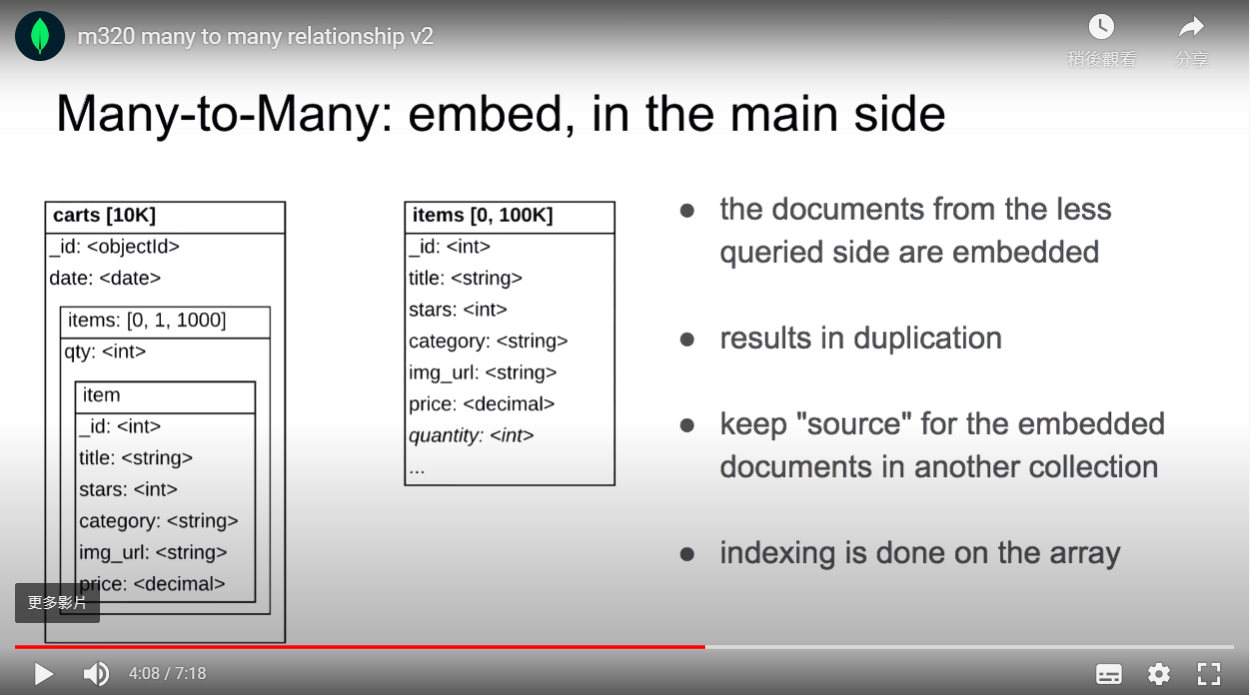 m320 many to many relationship v2
稍後觀看
分享
Many-to-Many: embed, in the main side
carts [10K]
_id: <objectId>
date: <date>
items: [0, 1, 1000]
qty: <int>
item
_id: <int>
title: <string>
stars: <int>
category: <string>
img_url: <string>
price: <decimal>
items [0, 100K]
_id: <int>
title: <string>
stars: <int>
category: <string>
img_url: <string>
price: <decimal>
quantity: <int>
...
● the documents from the less
queried side are embedded
● results in duplication
● keep "source" for the embedded
documents in another collection
● indexing is done on the array
更多影片
4:08 / 7:18